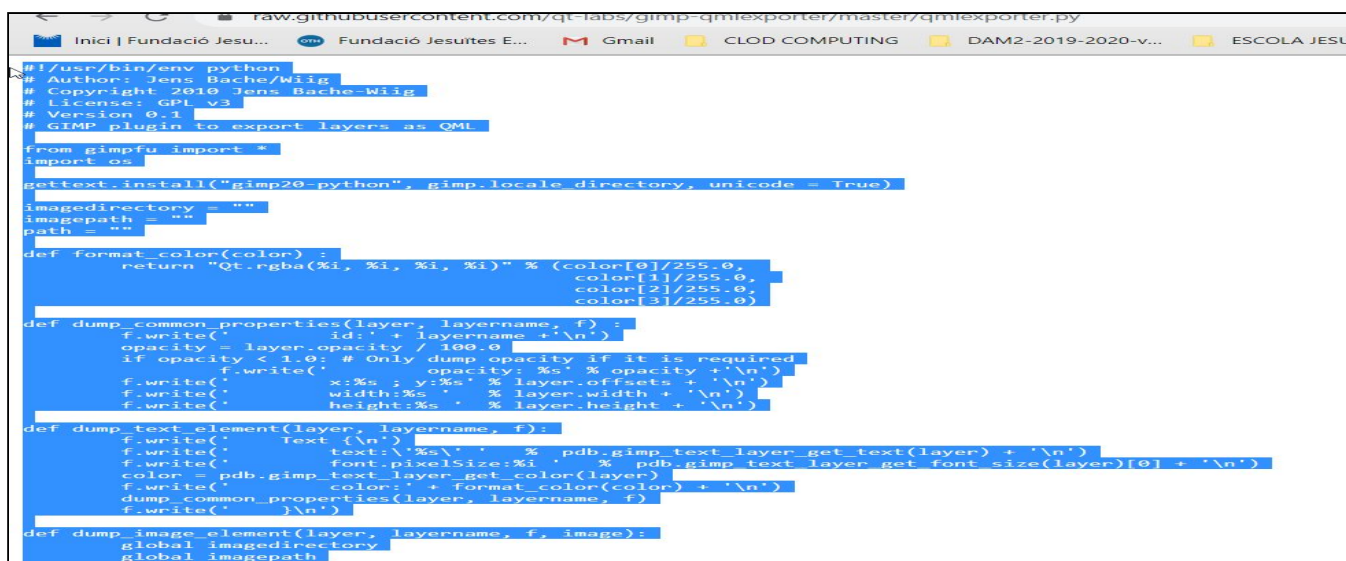 raw.githubusercontent.com/qt-labs/gimp-qmlexporter/master/qmlexporter.py
Inici | Fundació Jesu... Fundació Jesuïtes E... Gmail CLOD COMPUTING DAM2-2019-2020-v... ESCOLA JESU
#!/usr/bin/env python
# Author: Jens Bache/Wiig
# Copyright 2010 Jens Bache-Wiig
# License: GPL v3
# Version 0.1
# GIMP plugin to export layers as QML
from gimpfu import *
import os
gettext.install("gimp20-python", gimp.locale_directory, unicode = True)
imagedirectory = ""
imagepath = ""
path = ""
def format_color(color) :
        return "Qt.rgba(%i, %i, %i, %i)" % (color[0]/255.0,
                                            color[1]/255.0,
                                            color[2]/255.0,
                                            color[3]/255.0)
def dump_common_properties(layer, layername, f) :
        f.write('        id:' + layername +'\n')
        opacity = layer.opacity / 100.0
        if opacity < 1.0: # Only dump opacity if it is required
                f.write('        opacity: %s' % opacity +'\n')
        f.write('        x:%s ; y:%s' % layer.offsets + '\n')
        f.write('        width:%s '  % layer.width + '\n')
        f.write('        height:%s '  % layer.height + '\n')
def dump_text_element(layer, layername, f):
        f.write('    Text {\n')
        f.write('        text:\'%s\' '   %  pdb.gimp_text_layer_get_text(layer) + '\n')
        f.write('        font.pixelSize:%i '   %  pdb.gimp_text_layer_get_font_size(layer)[0] + '\n')
        color = pdb.gimp_text_layer_get_color(layer)
        f.write('        color:' + format_color(color) + '\n')
        dump_common_properties(layer, layername, f)
        f.write('    }\n')
def dump_image_element(layer, layername, f, image):
        global imagedirectory
        global imagepath